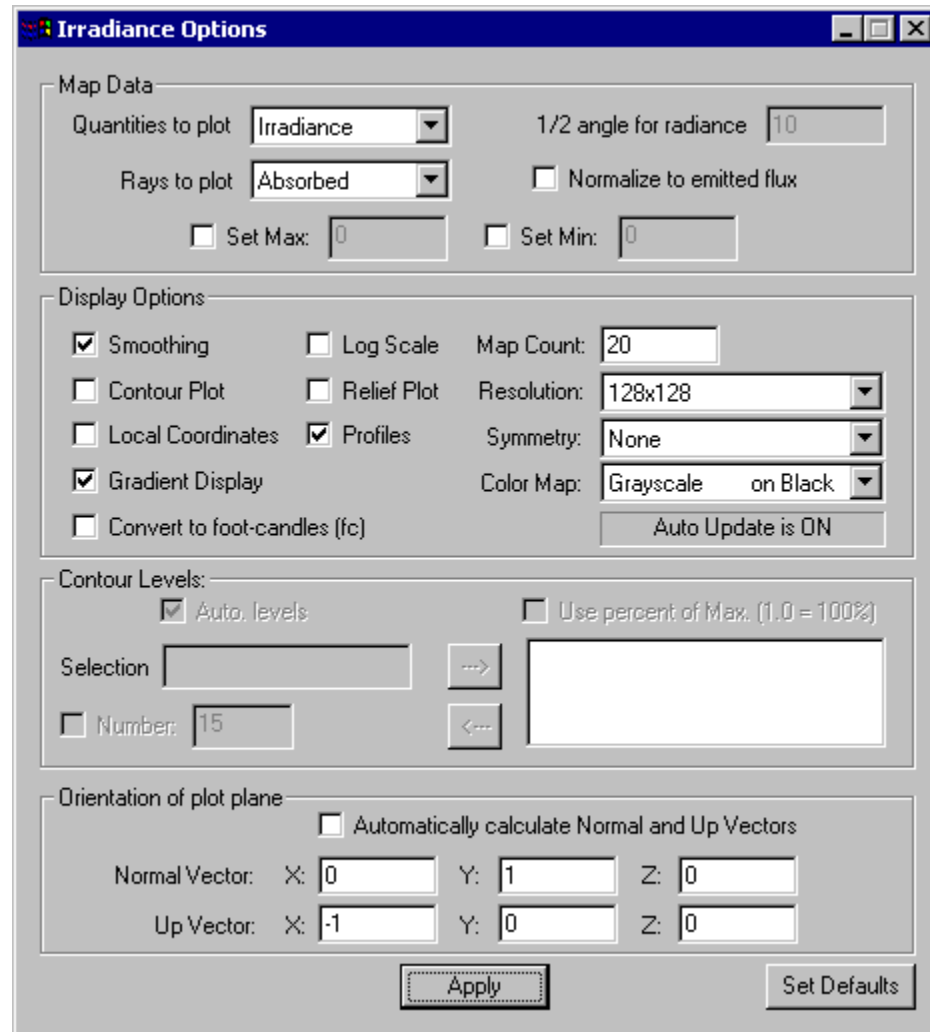 Irradiance Options
Map Data
Quantities to plot Irradiance 1/2 angle for radiance 10
Rays to plot Absorbed Normalize to emitted flux
Set Max: 0 Set Min: 0
Display Options
Smoothing Log Scale Map Count: 20
Contour Plot Relief Plot Resolution: 128x128
Local Coordinates Profiles Symmetry: None
Gradient Display Color Map: Grayscale on Black
Convert to foot-candles (fc) Auto Update is ON
Contour Levels:
Auto. levels Use percent of Max. (1.0 = 100%)
Selection --->
Number: 15 <---
Orientation of plot plane
Automatically calculate Normal and Up Vectors
Normal Vector: X: 0 Y: 1 Z: 0
Up Vector: X: -1 Y: 0 Z: 0
Apply Set Defaults